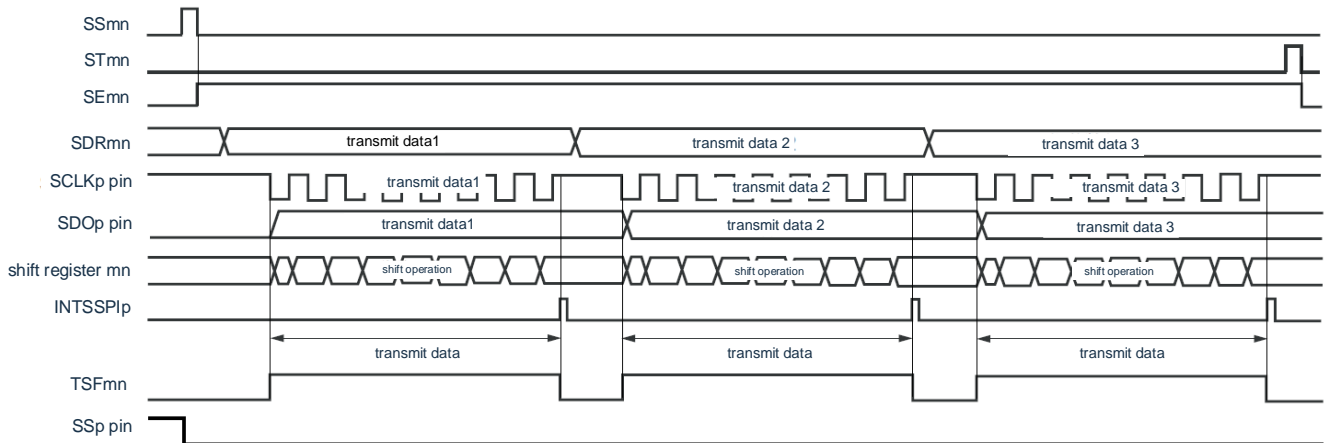 SSmn
STmn
SEmn
SDRmn transmit data1 transmit data 2 transmit data 3
SCLKp pin transmit data1 transmit data 2 transmit data 3
SDOp pin transmit data1 transmit data 2 transmit data 3
shift register mn shift operation shift operation shift operation
INTSSPIp
transmit data transmit data transmit data
TSFmn
SSp pin